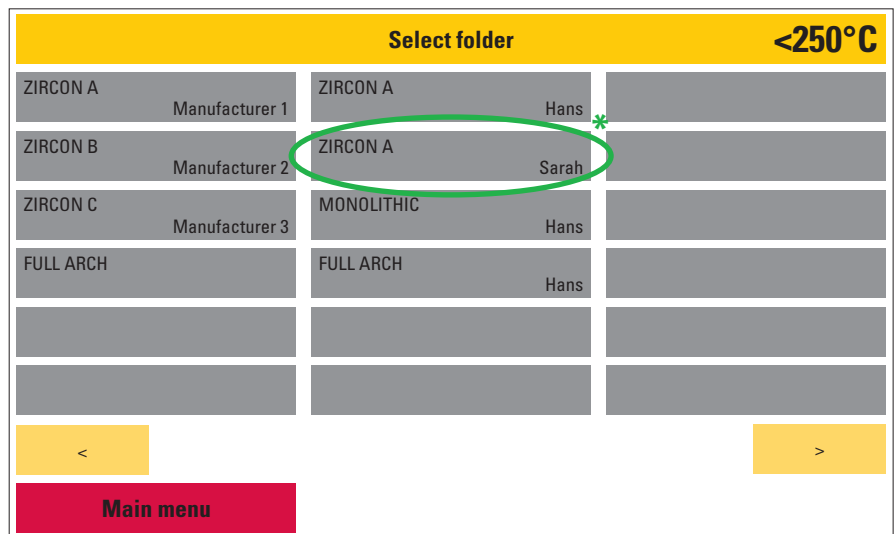 Select folder
<250°C
ZIRCON A
Manufacturer 1
ZIRCON A
Hans
*
ZIRCON B
Manufacturer 2
ZIRCON A
Sarah
ZIRCON C
Manufacturer 3
MONOLITHIC
Hans
FULL ARCH
FULL ARCH
Hans
<
>
Main menu